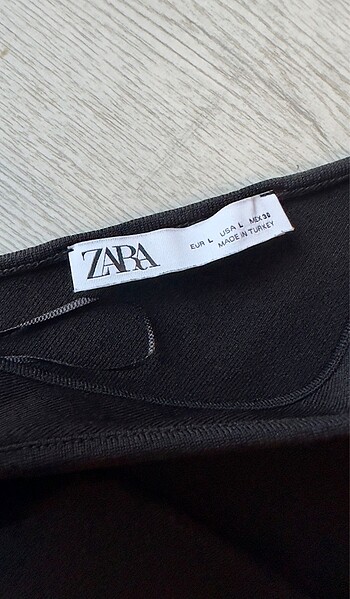 ZARA
EUR L USA L MEX 30
MADE IN TURKEY